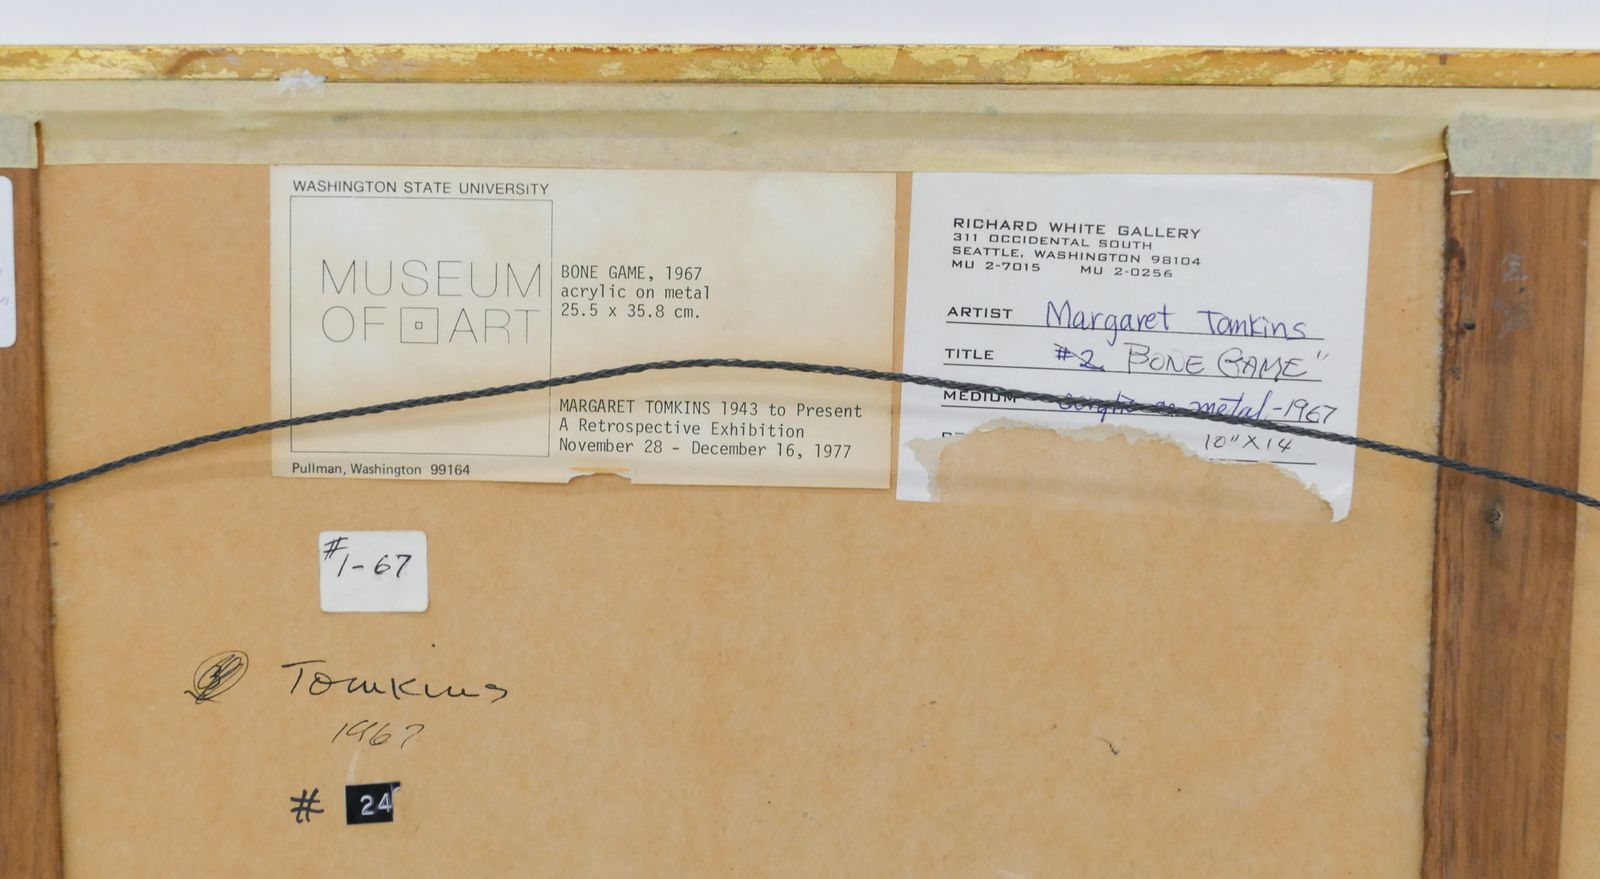 WASHINGTON STATE UNIVERSITY
MUSEUM
OF ART
BONE GAME, 1967
acrylic on metal
25.5 x 35.8 cm.
MARGARET TOMKINS 1943 to Present
A Retrospective Exhibition
November 28 - December 16, 1977
Pullman, Washington 99164
RICHARD WHITE GALLERY
311 OCCIDENTAL SOUTH
SEATTLE, WASHINGTON 98104
MU 2-7015 MU 2-0256
ARTIST Margaret Tomkins
TITLE #2 BONE GAME"
MEDIUM acrylic on metal-1967
10" X 14
#1-67
Tomkins
1967
# 24